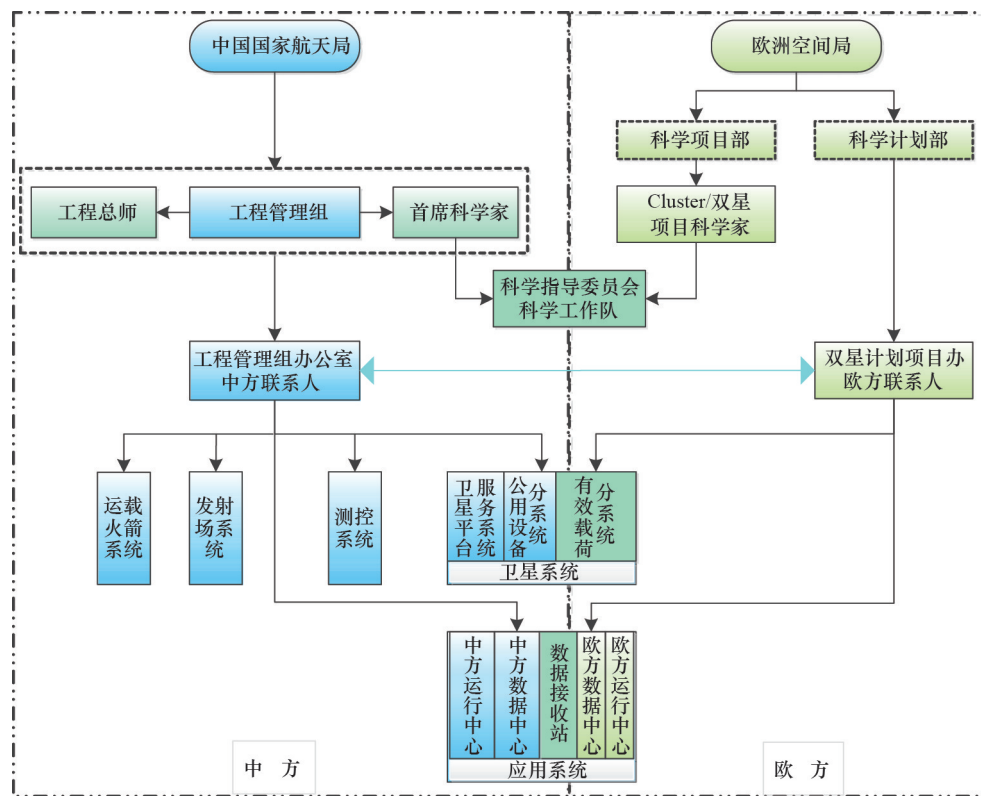 中国国家航天局
欧洲空间局
科学项目部
科学计划部
工程总师
工程管理组
首席科学家
Cluster/双星
项目科学家
科学指导委员会
科学工作队
工程管理组办公室
中方联系人
双星计划项目办
欧方联系人
运载
火箭
系统
发射
场系
统
测控
系统
卫星平台
服务系统
公用设备
分系统
有效载荷
分系统
卫星系统
中方运行中心
中方数据中心
数据接收站
欧方数据中心
欧方运行中心
应用系统
中 方
欧 方